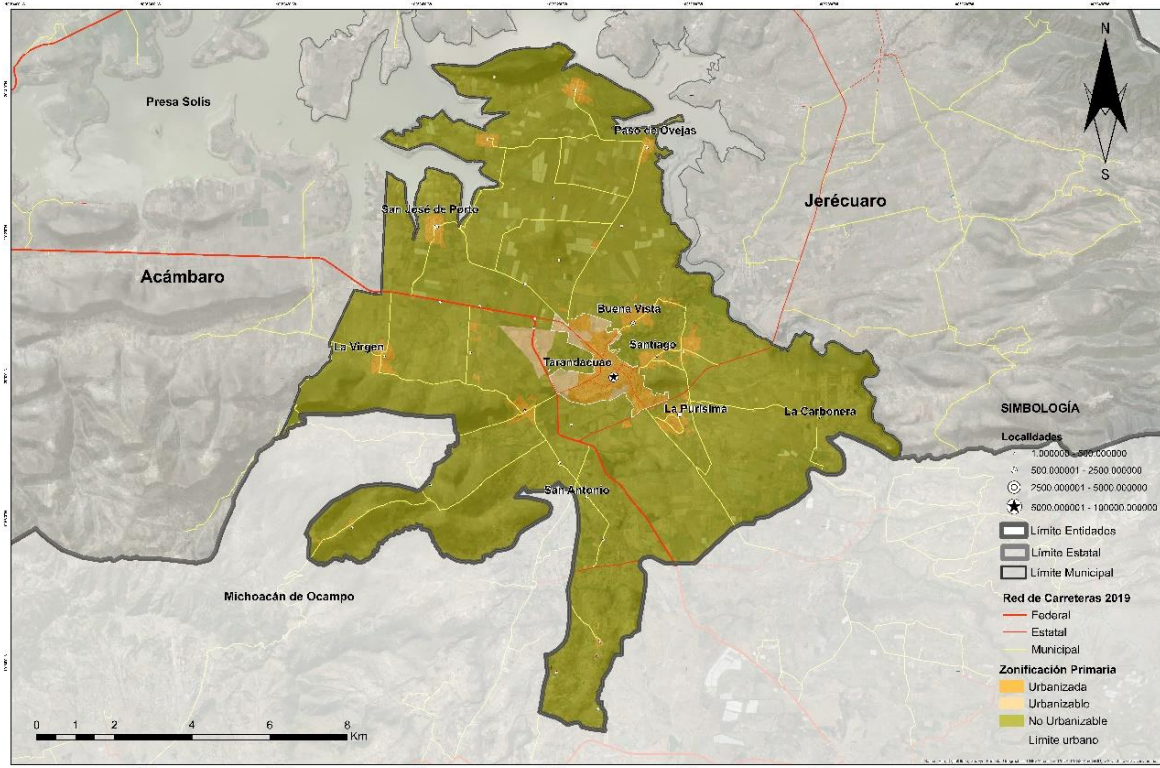 Presa Solis
Paso de Ovejas
N
S
Jerécuaro
San José de Porto
Acámbaro
Buena Vista
La Virgen
Santiago
Tarandacuao
La Purísima
La Carbonera
San Antonio
Michoacán de Ocampo
SIMBOLOGÍA
Localidades
1.000000 - 500.000000
500.000001 - 2500.000000
2500.000001 - 5000.000000
5000.000001 - 100000.000000
Límite Entidades
Límite Estatal
Límite Municipal
Red de Carreteras 2019
Federal
Estatal
Municipal
Zonificación Primaria
Urbanizada
Urbanizable
No Urbanizable
Limite urbano
0 1 2 4 6 8
Km